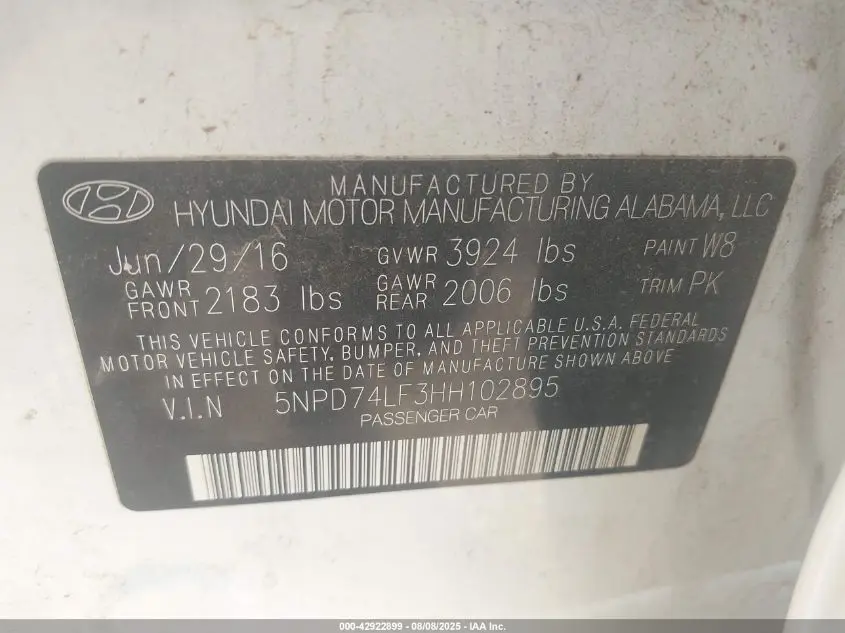 MANUFACTURED BY
HYUNDAI MOTOR MANUFACTURING ALABAMA, LLC
Jun/29/16 GVWR 3924 lbs PAINT W8
GAWR FRONT 2183 lbs GAWR REAR 2006 lbs TRIM PK
THIS VEHICLE CONFORMS TO ALL APPLICABLE U.S.A. FEDERAL
MOTOR VEHICLE SAFETY, BUMPER, AND THEFT PREVENTION STANDARDS
IN EFFECT ON THE DATE OF MANUFACTURE SHOWN ABOVE
V.I.N 5NPD74LF3HH102895
PASSENGER CAR
000-42922899 - 08/08/2025 - IAA Inc.